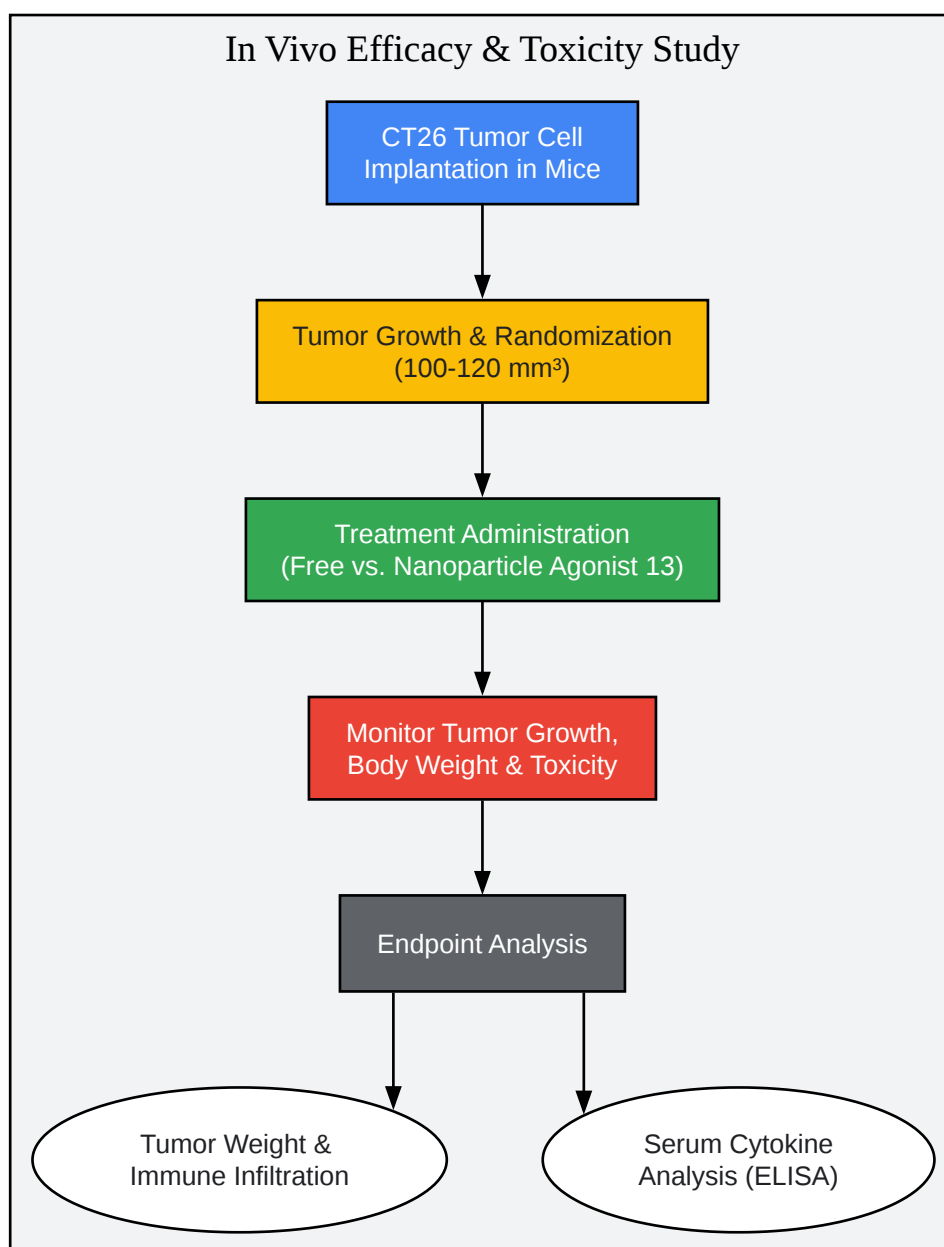 In Vivo Efficacy & Toxicity Study
CT26 Tumor Cell
Implantation in Mice
Tumor Growth & Randomization
(100-120 mm³)
Treatment Administration
(Free vs. Nanoparticle Agonist 13)
Monitor Tumor Growth,
Body Weight & Toxicity
Endpoint Analysis
Tumor Weight &
Immune Infiltration
Serum Cytokine
Analysis (ELISA)